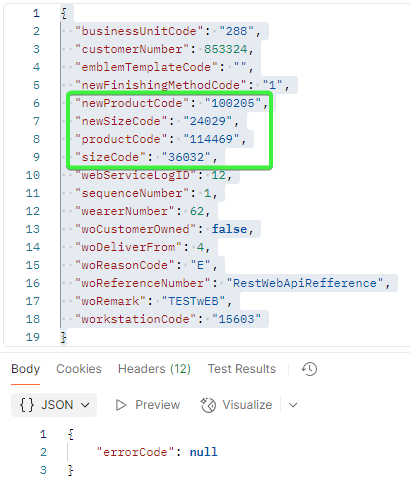 1 {
2 "businessUnitCode": "288",
3 "customerNumber": 853324,
4 "emblemTemplateCode": "",
5 "newFinishingMethodCode": "1",
6 "newProductCode": "100205",
7 "newSizeCode": "24029",
8 "productCode": "114469",
9 "sizeCode": "36032",
10 "webServiceLogID": 12,
11 "sequenceNumber": 1,
12 "wearerNumber": 62,
13 "woCustomerOwned": false,
14 "woDeliverFrom": 4,
15 "woReasonCode": "E",
16 "woReferenceNumber": "RestWebApiRefference",
17 "woRemark": "TESTwEB",
18 "workstationCode": "15603"
19 }
Body Cookies Headers (12) Test Results
{} JSON Preview Visualize
1 {
2 "errorCode": null
3 }